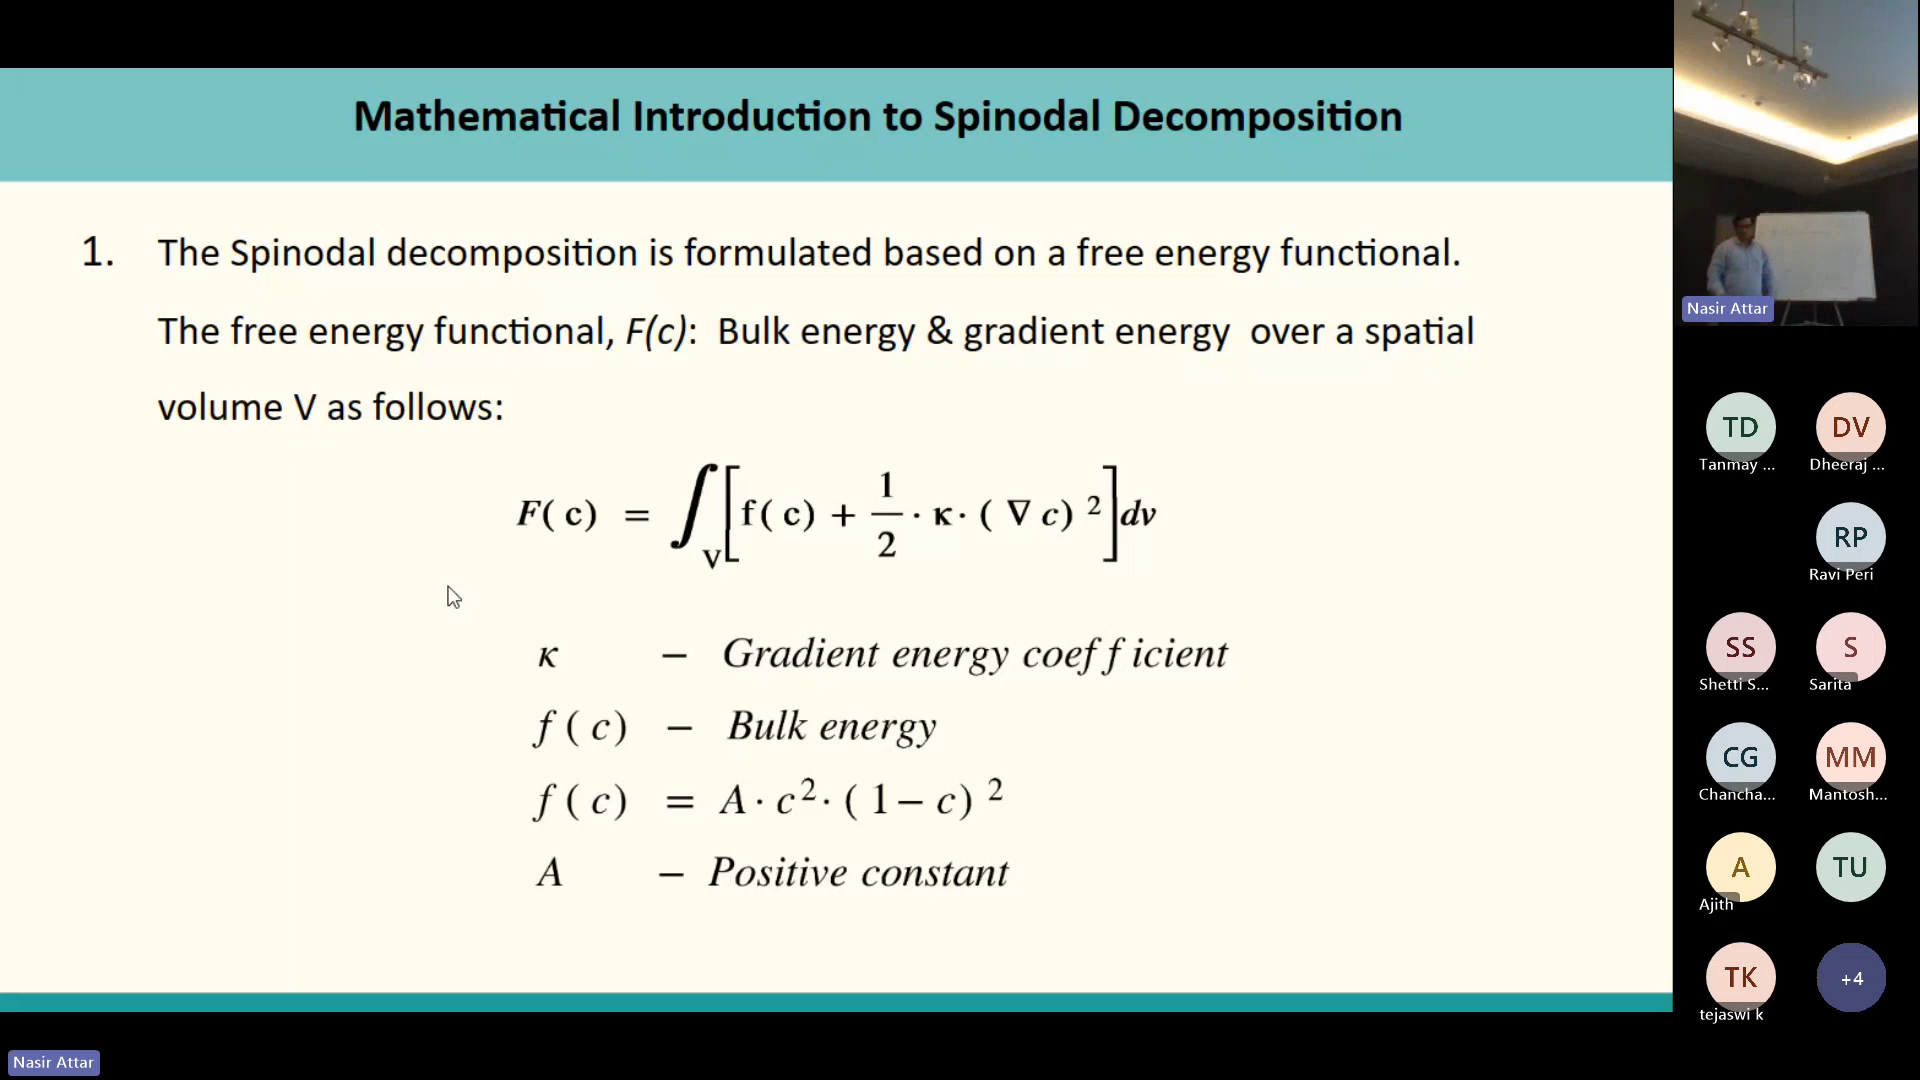 Mathematical Introduction to Spinodal Decomposition
1. The Spinodal decomposition is formulated based on a free energy functional.
The free energy functional, F(c): Bulk energy & gradient energy over a spatial
volume V as follows:
F( c) = ∫_V [ f( c) + 1/2 · κ · ( ∇ c) ² ] dv
κ – Gradient energy coefficient
f ( c) – Bulk energy
f ( c) = A · c² · ( 1 – c) ²
A – Positive constant
Nasir Attar
Nasir Attar
TD
DV
Tanmay ...
Dheeraj ...
RP
Ravi Peri
SS
S
Shetti S...
Sarita
CG
MM
Chancha...
Mantosh...
A
TU
Ajith
TK
+4
tejaswi k